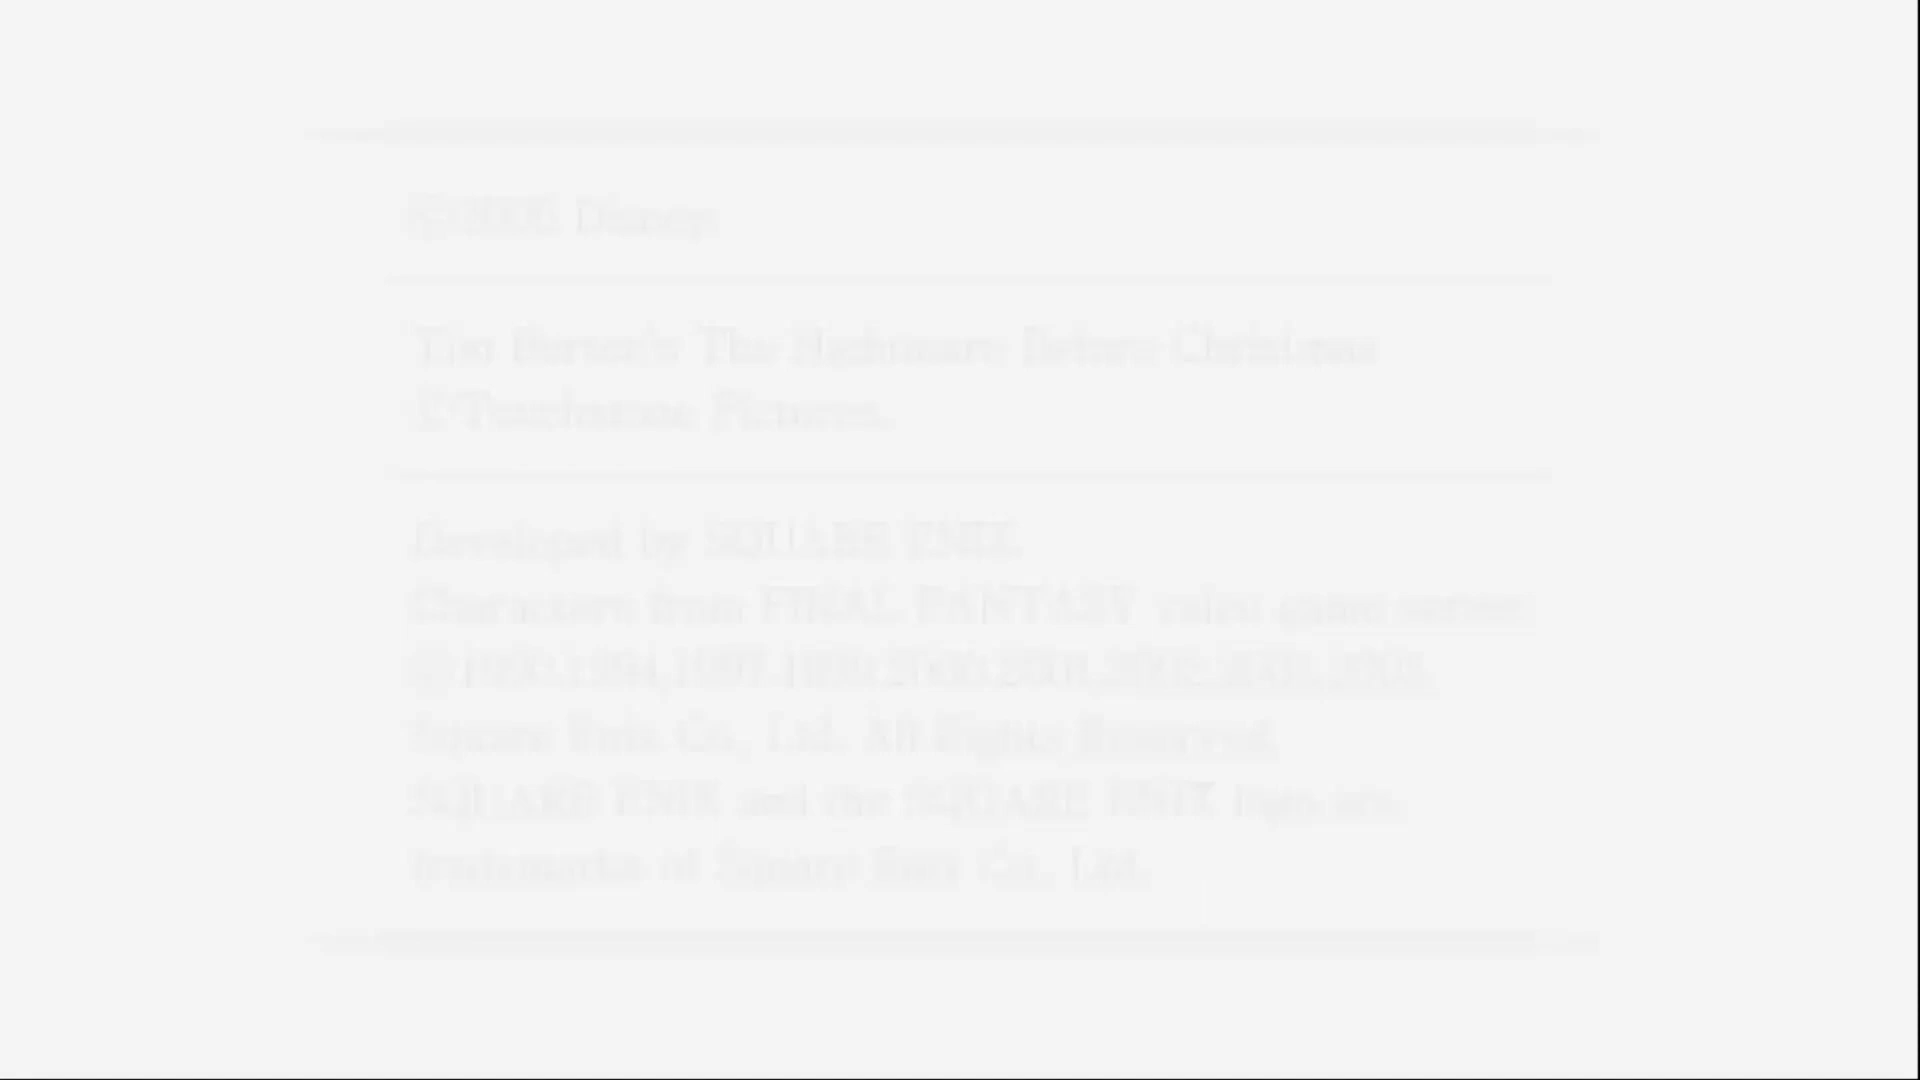 Disney.
Tim Burton's The Nightmare Before Christmas
©Touchstone Pictures.
Developed by SQUARE ENIX.
Characters from FINAL FANTASY video game series:
Square Enix Co., Ltd. All Rights Reserved.
SQUARE ENIX and the SQUARE ENIX logo are
trademarks of Square Enix Co., Ltd.